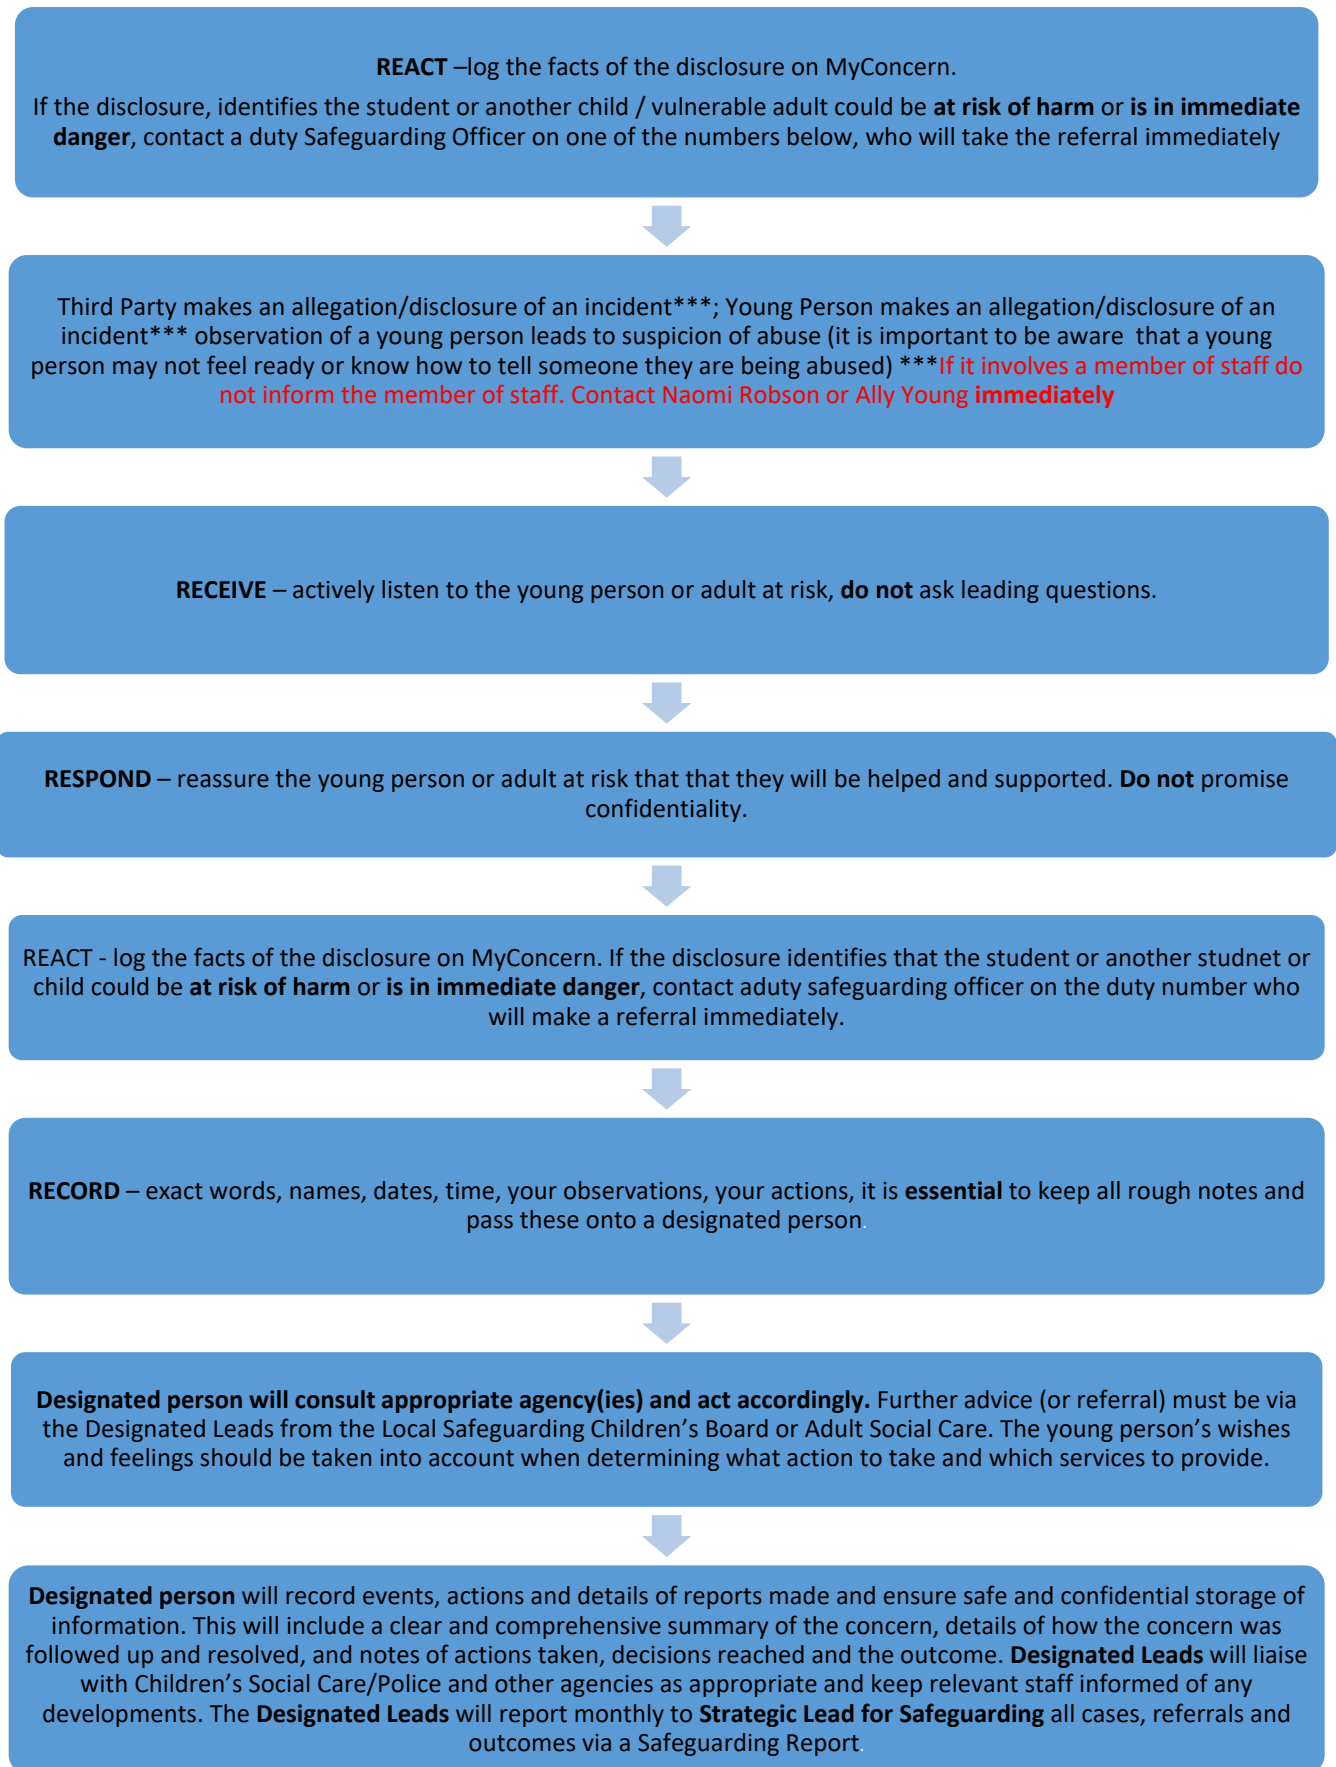 REACT –log the facts of the disclosure on MyConcern.
If the disclosure, identifies the student or another child / vulnerable adult could be at risk of harm or is in immediate
danger, contact a duty Safeguarding Officer on one of the numbers below, who will take the referral immediately
Third Party makes an allegation/disclosure of an incident***; Young Person makes an allegation/disclosure of an
incident*** observation of a young person leads to suspicion of abuse (it is important to be aware  that a young
person may not feel ready or know how to tell someone they are being abused) ***If it involves a member of staff do
not inform the member of staff. Contact Naomi Robson or Ally Young immediately
RECEIVE – actively listen to the young person or adult at risk, do not ask leading questions.
RESPOND – reassure the young person or adult at risk that that they will be helped and supported. Do not promise
confidentiality.
REACT - log the facts of the disclosure on MyConcern. If the disclosure identifies that the student or another studnet or
child could be at risk of harm or is in immediate danger, contact aduty safeguarding officer on the duty number who
will make a referral immediately.
RECORD – exact words, names, dates, time, your observations, your actions, it is essential to keep all rough notes and
pass these onto a designated person.
Designated person will consult appropriate agency(ies) and act accordingly. Further advice (or referral) must be via
the Designated Leads from the Local Safeguarding Children’s Board or Adult Social Care. The young person’s wishes
and feelings should be taken into account when determining what action to take and which services to provide.
Designated person will record events, actions and details of reports made and ensure safe and confidential storage of
information. This will include a clear and comprehensive summary of the concern, details of how the concern was
followed up and resolved, and notes of actions taken, decisions reached and the outcome. Designated Leads will liaise
with Children’s Social Care/Police and other agencies as appropriate and keep relevant staff informed of any
developments. The Designated Leads will report monthly to Strategic Lead for Safeguarding all cases, referrals and
outcomes via a Safeguarding Report.